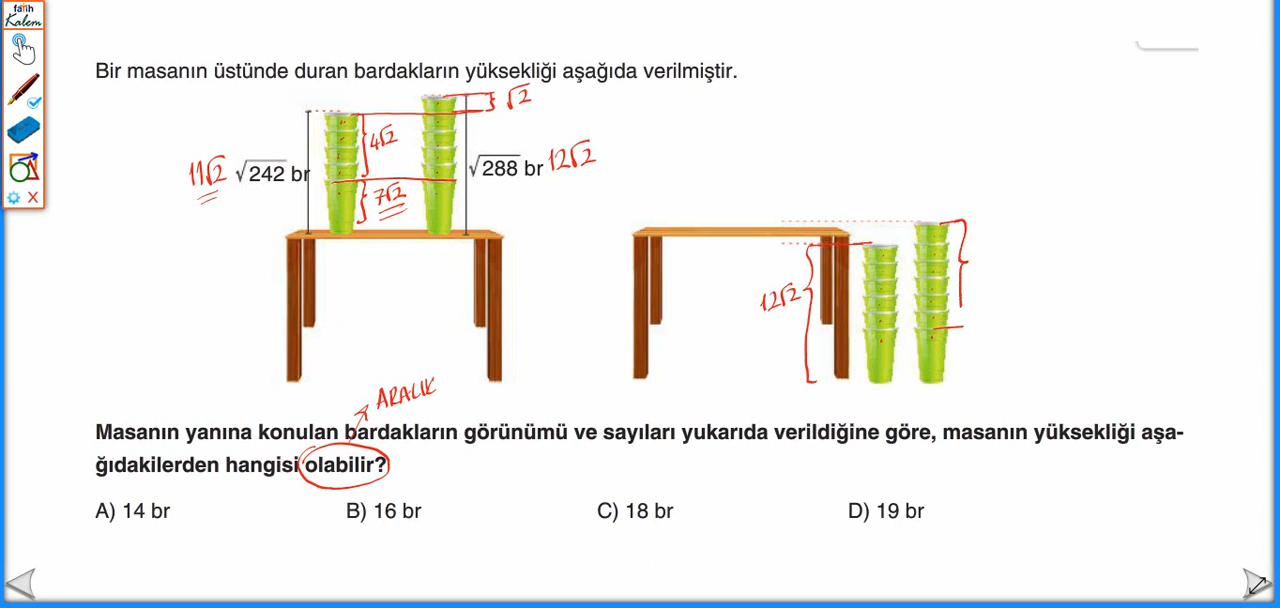 fatih
Kalem
Bir masanın üstünde duran bardakların yüksekliği aşağıda verilmiştir.
√2
4√2
11√2 √242 br
√288 br 12√2
7√2
12√2
ARALIK
Masanın yanına konulan bardakların görünümü ve sayıları yukarıda verildiğine göre, masanın yüksekliği aşa-
ğıdakilerden hangisi olabilir?
A) 14 br B) 16 br C) 18 br D) 19 br